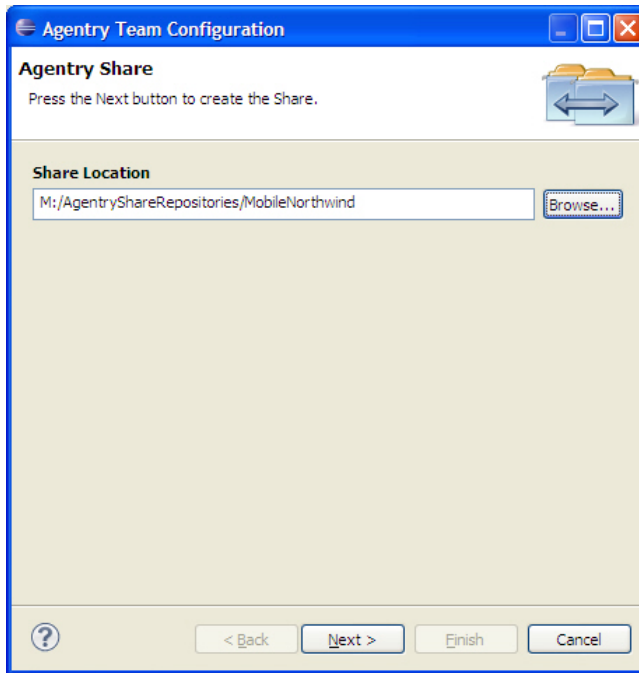 Agentry Team Configuration
Agentry Share
Press the Next button to create the Share.
Share Location
M:/AgentryShareRepositories/MobileNorthwind
Browse...
?
< Back
Next >
Finish
Cancel